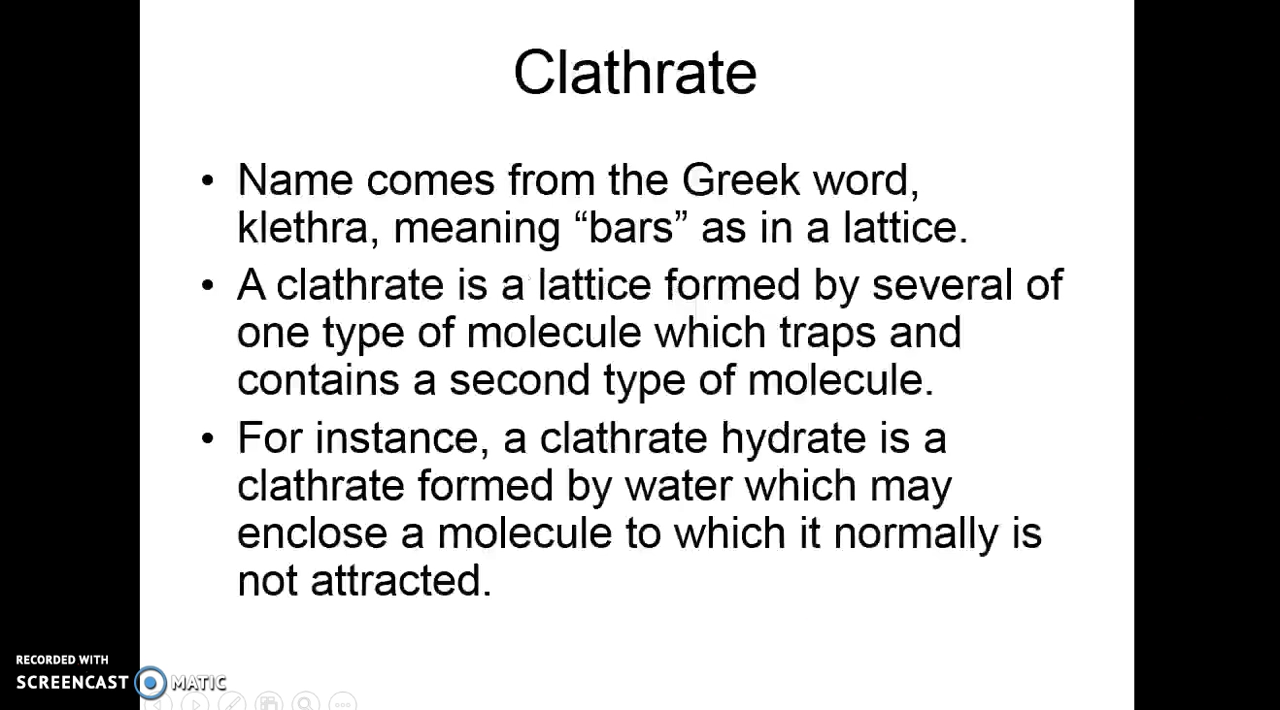 Clathrate
• Name comes from the Greek word,
klethra, meaning “bars” as in a lattice.
• A clathrate is a lattice formed by several of
one type of molecule which traps and
contains a second type of molecule.
• For instance, a clathrate hydrate is a
clathrate formed by water which may
enclose a molecule to which it normally is
not attracted.
RECORDED WITH
SCREENCAST MATIC